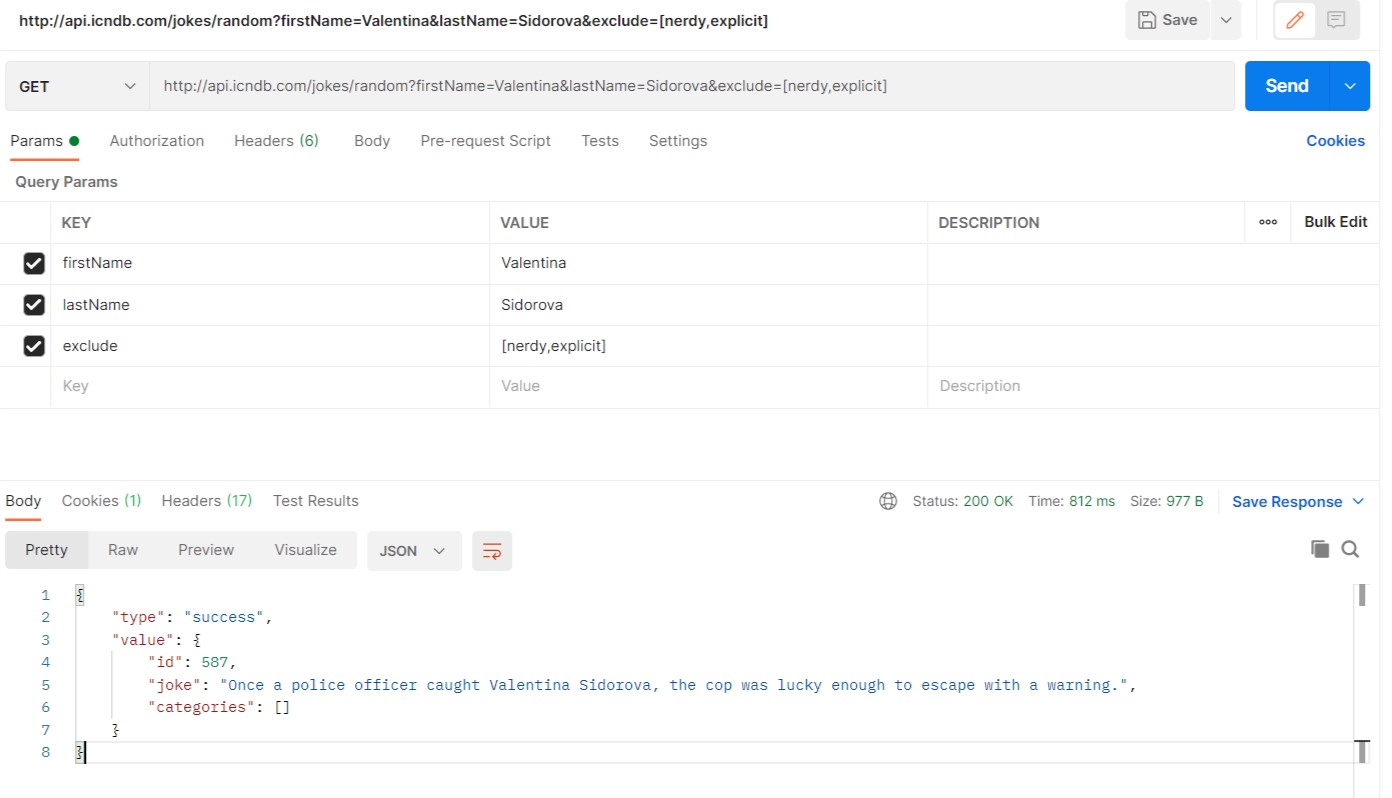 http://api.icndb.com/jokes/random?firstName=Valentina&lastName=Sidorova&exclude=[nerdy,explicit]
Save
GET
http://api.icndb.com/jokes/random?firstName=Valentina&lastName=Sidorova&exclude=[nerdy,explicit]
Send
Params Authorization Headers (6) Body Pre-request Script Tests Settings Cookies
Query Params
KEY VALUE DESCRIPTION ooo Bulk Edit
firstName Valentina
lastName Sidorova
exclude [nerdy,explicit]
Key Value Description
Body Cookies (1) Headers (17) Test Results Status: 200 OK Time: 812 ms Size: 977 B Save Response
Pretty Raw Preview Visualize JSON
1 {
2 "type": "success",
3 "value": {
4 "id": 587,
5 "joke": "Once a police officer caught Valentina Sidorova, the cop was lucky enough to escape with a warning.",
6 "categories": []
7 }
8 }